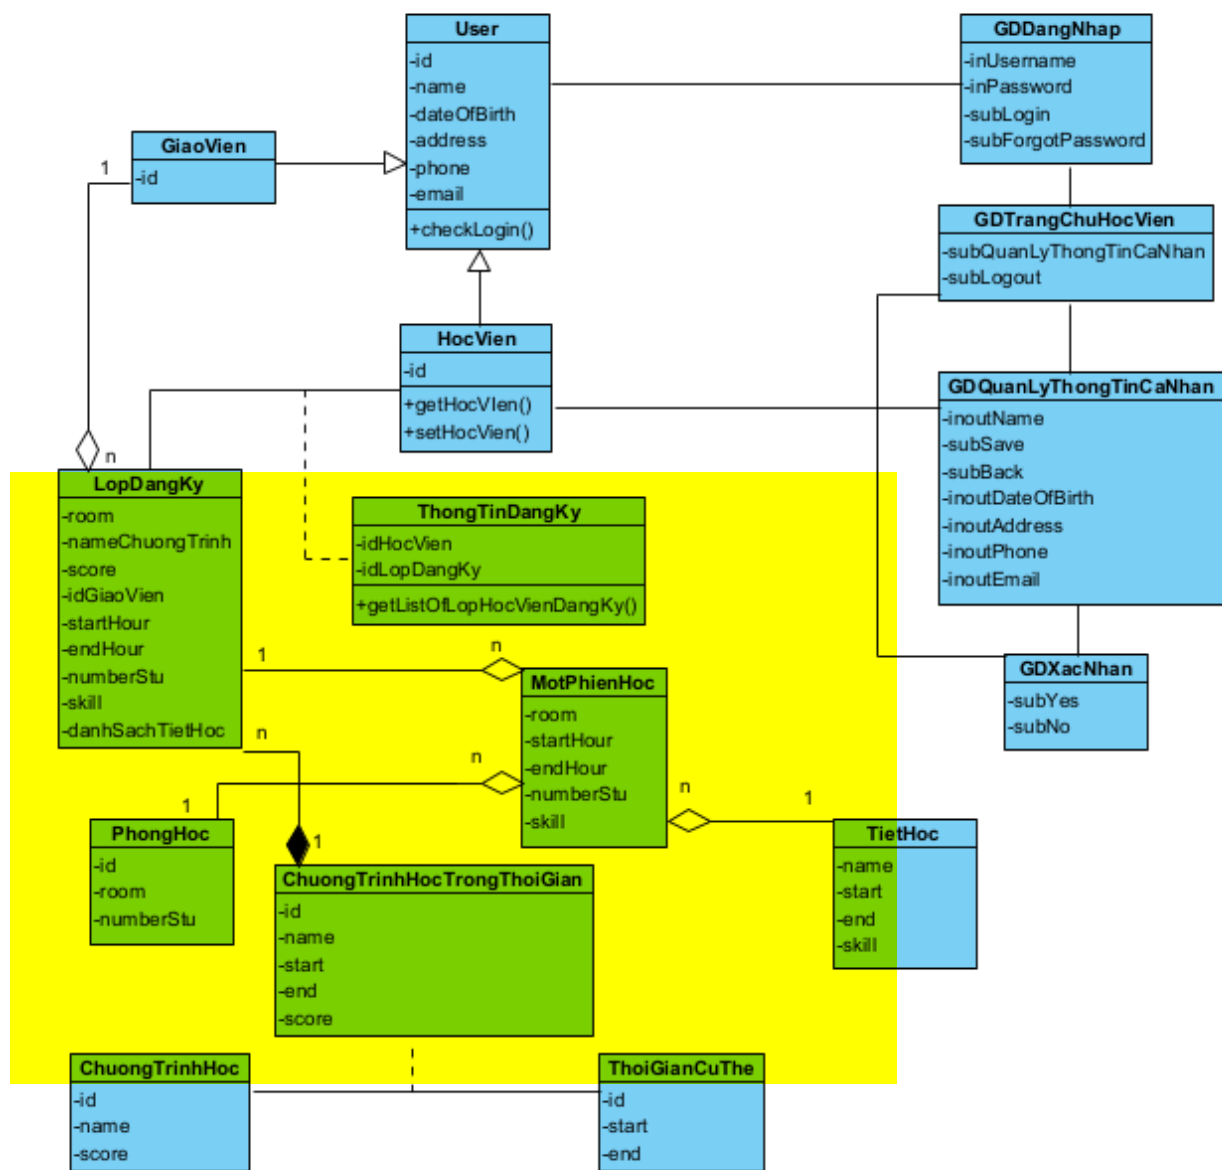 User
-id
-name
-dateOfBirth
-address
-phone
-email
+checkLogin()
GDDangNhap
-inUsername
-inPassword
-subLogin
-subForgotPassword
GiaoVien
-id
1
n
GDTrangChuHocVien
-subQuanLyThongTinCaNhan
-subLogout
HocVien
-id
+getHocVIen()
+setHocVien()
GDQuanLyThongTinCaNhan
-inoutName
-subSave
-subBack
-inoutDateOfBirth
-inoutAddress
-inoutPhone
-inoutEmail
LopDangKy
-room
-nameChuongTrinh
-score
-idGiaoVien
-startHour
-endHour
-numberStu
-skill
-danhSachTietHoc
ThongTinDangKy
-idHocVien
-idLopDangKy
+getListOfLopHocVienDangKy()
1
n
GDXacNhan
-subYes
-subNo
MotPhienHoc
-room
-startHour
-endHour
-numberStu
-skill
n
1
n
1
n
1
PhongHoc
-id
-room
-numberStu
TietHoc
-name
-start
-end
-skill
ChuongTrinhHocTrongThoiGian
-id
-name
-start
-end
-score
ChuongTrinhHoc
-id
-name
-score
ThoiGianCuThe
-id
-start
-end